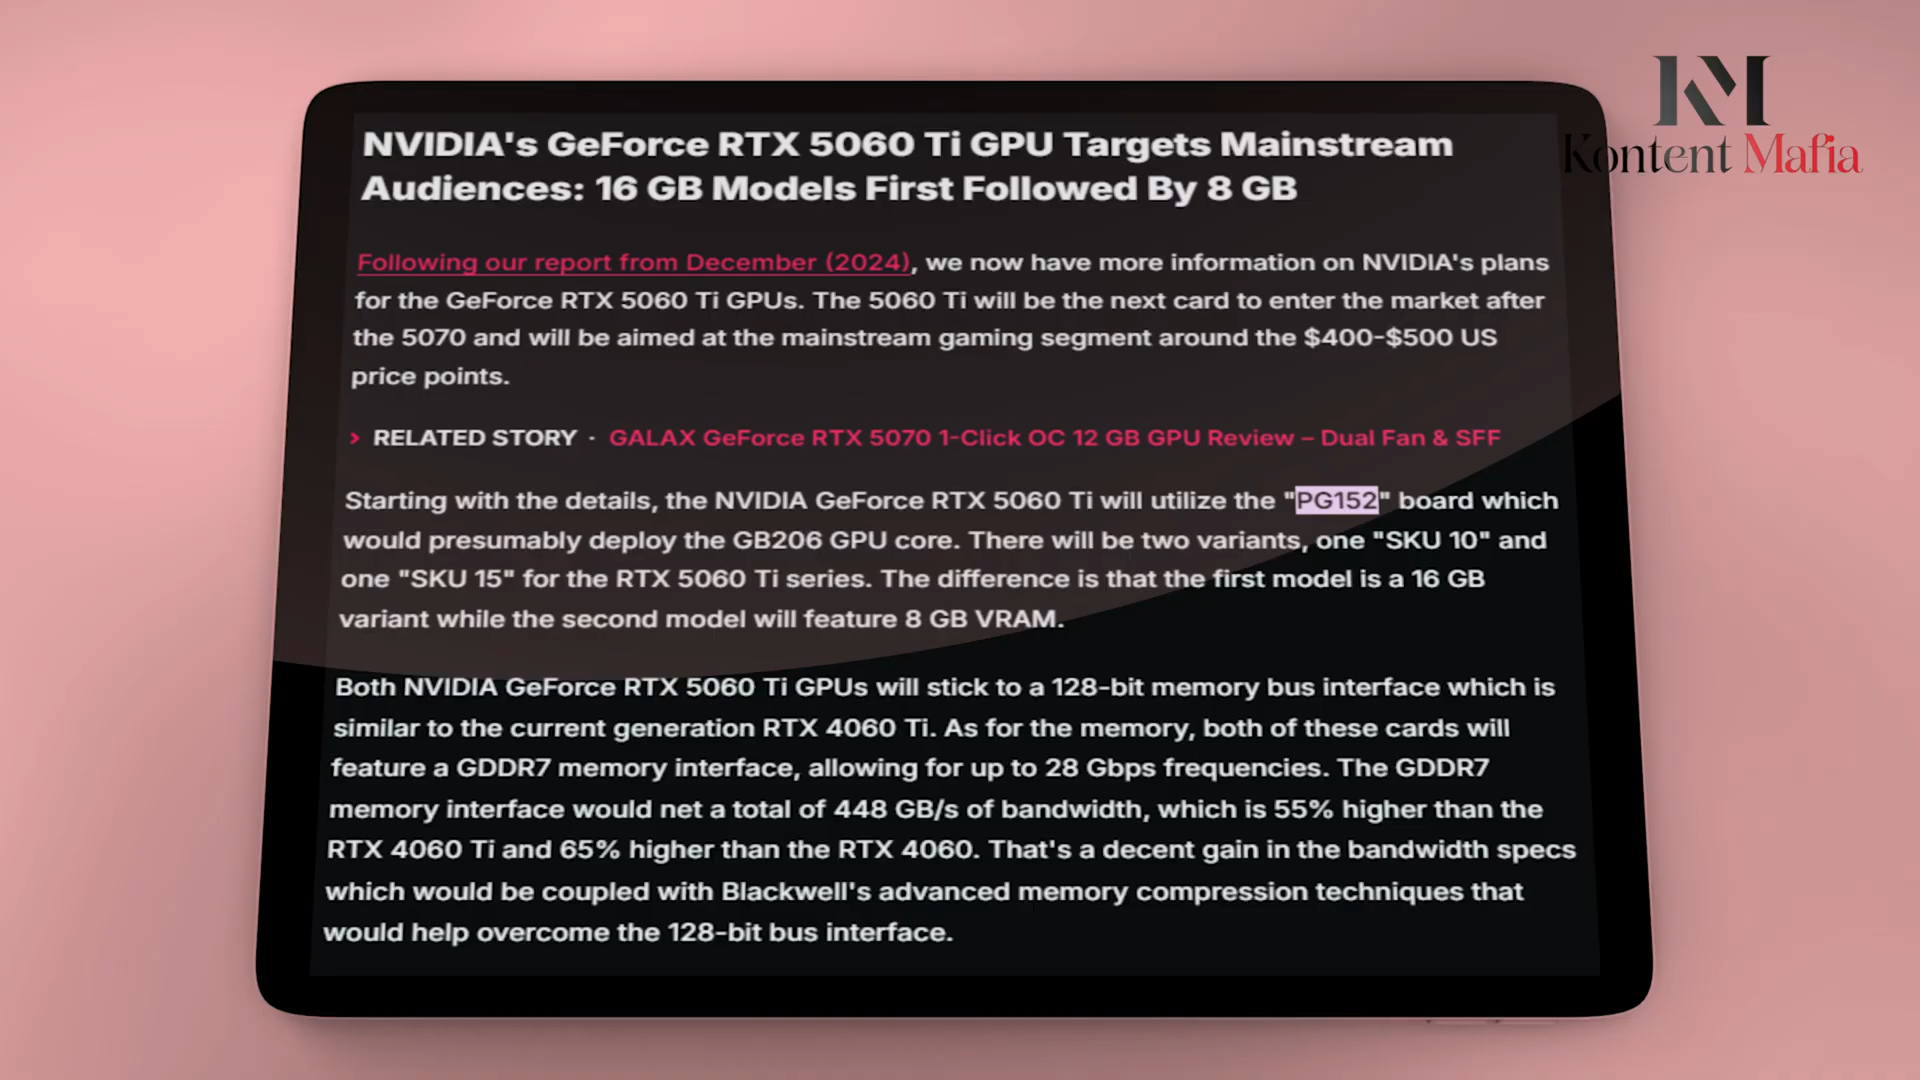 KM
Kontent Mafia
NVIDIA's GeForce RTX 5060 Ti GPU Targets Mainstream
Audiences: 16 GB Models First Followed By 8 GB
Following our report from December (2024), we now have more information on NVIDIA's plans
for the GeForce RTX 5060 Ti GPUs. The 5060 Ti will be the next card to enter the market after
the 5070 and will be aimed at the mainstream gaming segment around the $400-$500 US
price points.
› RELATED STORY · GALAX GeForce RTX 5070 1-Click OC 12 GB GPU Review – Dual Fan & SFF
Starting with the details, the NVIDIA GeForce RTX 5060 Ti will utilize the "PG152" board which
would presumably deploy the GB206 GPU core. There will be two variants, one "SKU 10" and
one "SKU 15" for the RTX 5060 Ti series. The difference is that the first model is a 16 GB
variant while the second model will feature 8 GB VRAM.
Both NVIDIA GeForce RTX 5060 Ti GPUs will stick to a 128-bit memory bus interface which is
similar to the current generation RTX 4060 Ti. As for the memory, both of these cards will
feature a GDDR7 memory interface, allowing for up to 28 Gbps frequencies. The GDDR7
memory interface would net a total of 448 GB/s of bandwidth, which is 55% higher than the
RTX 4060 Ti and 65% higher than the RTX 4060. That's a decent gain in the bandwidth specs
which would be coupled with Blackwell's advanced memory compression techniques that
would help overcome the 128-bit bus interface.